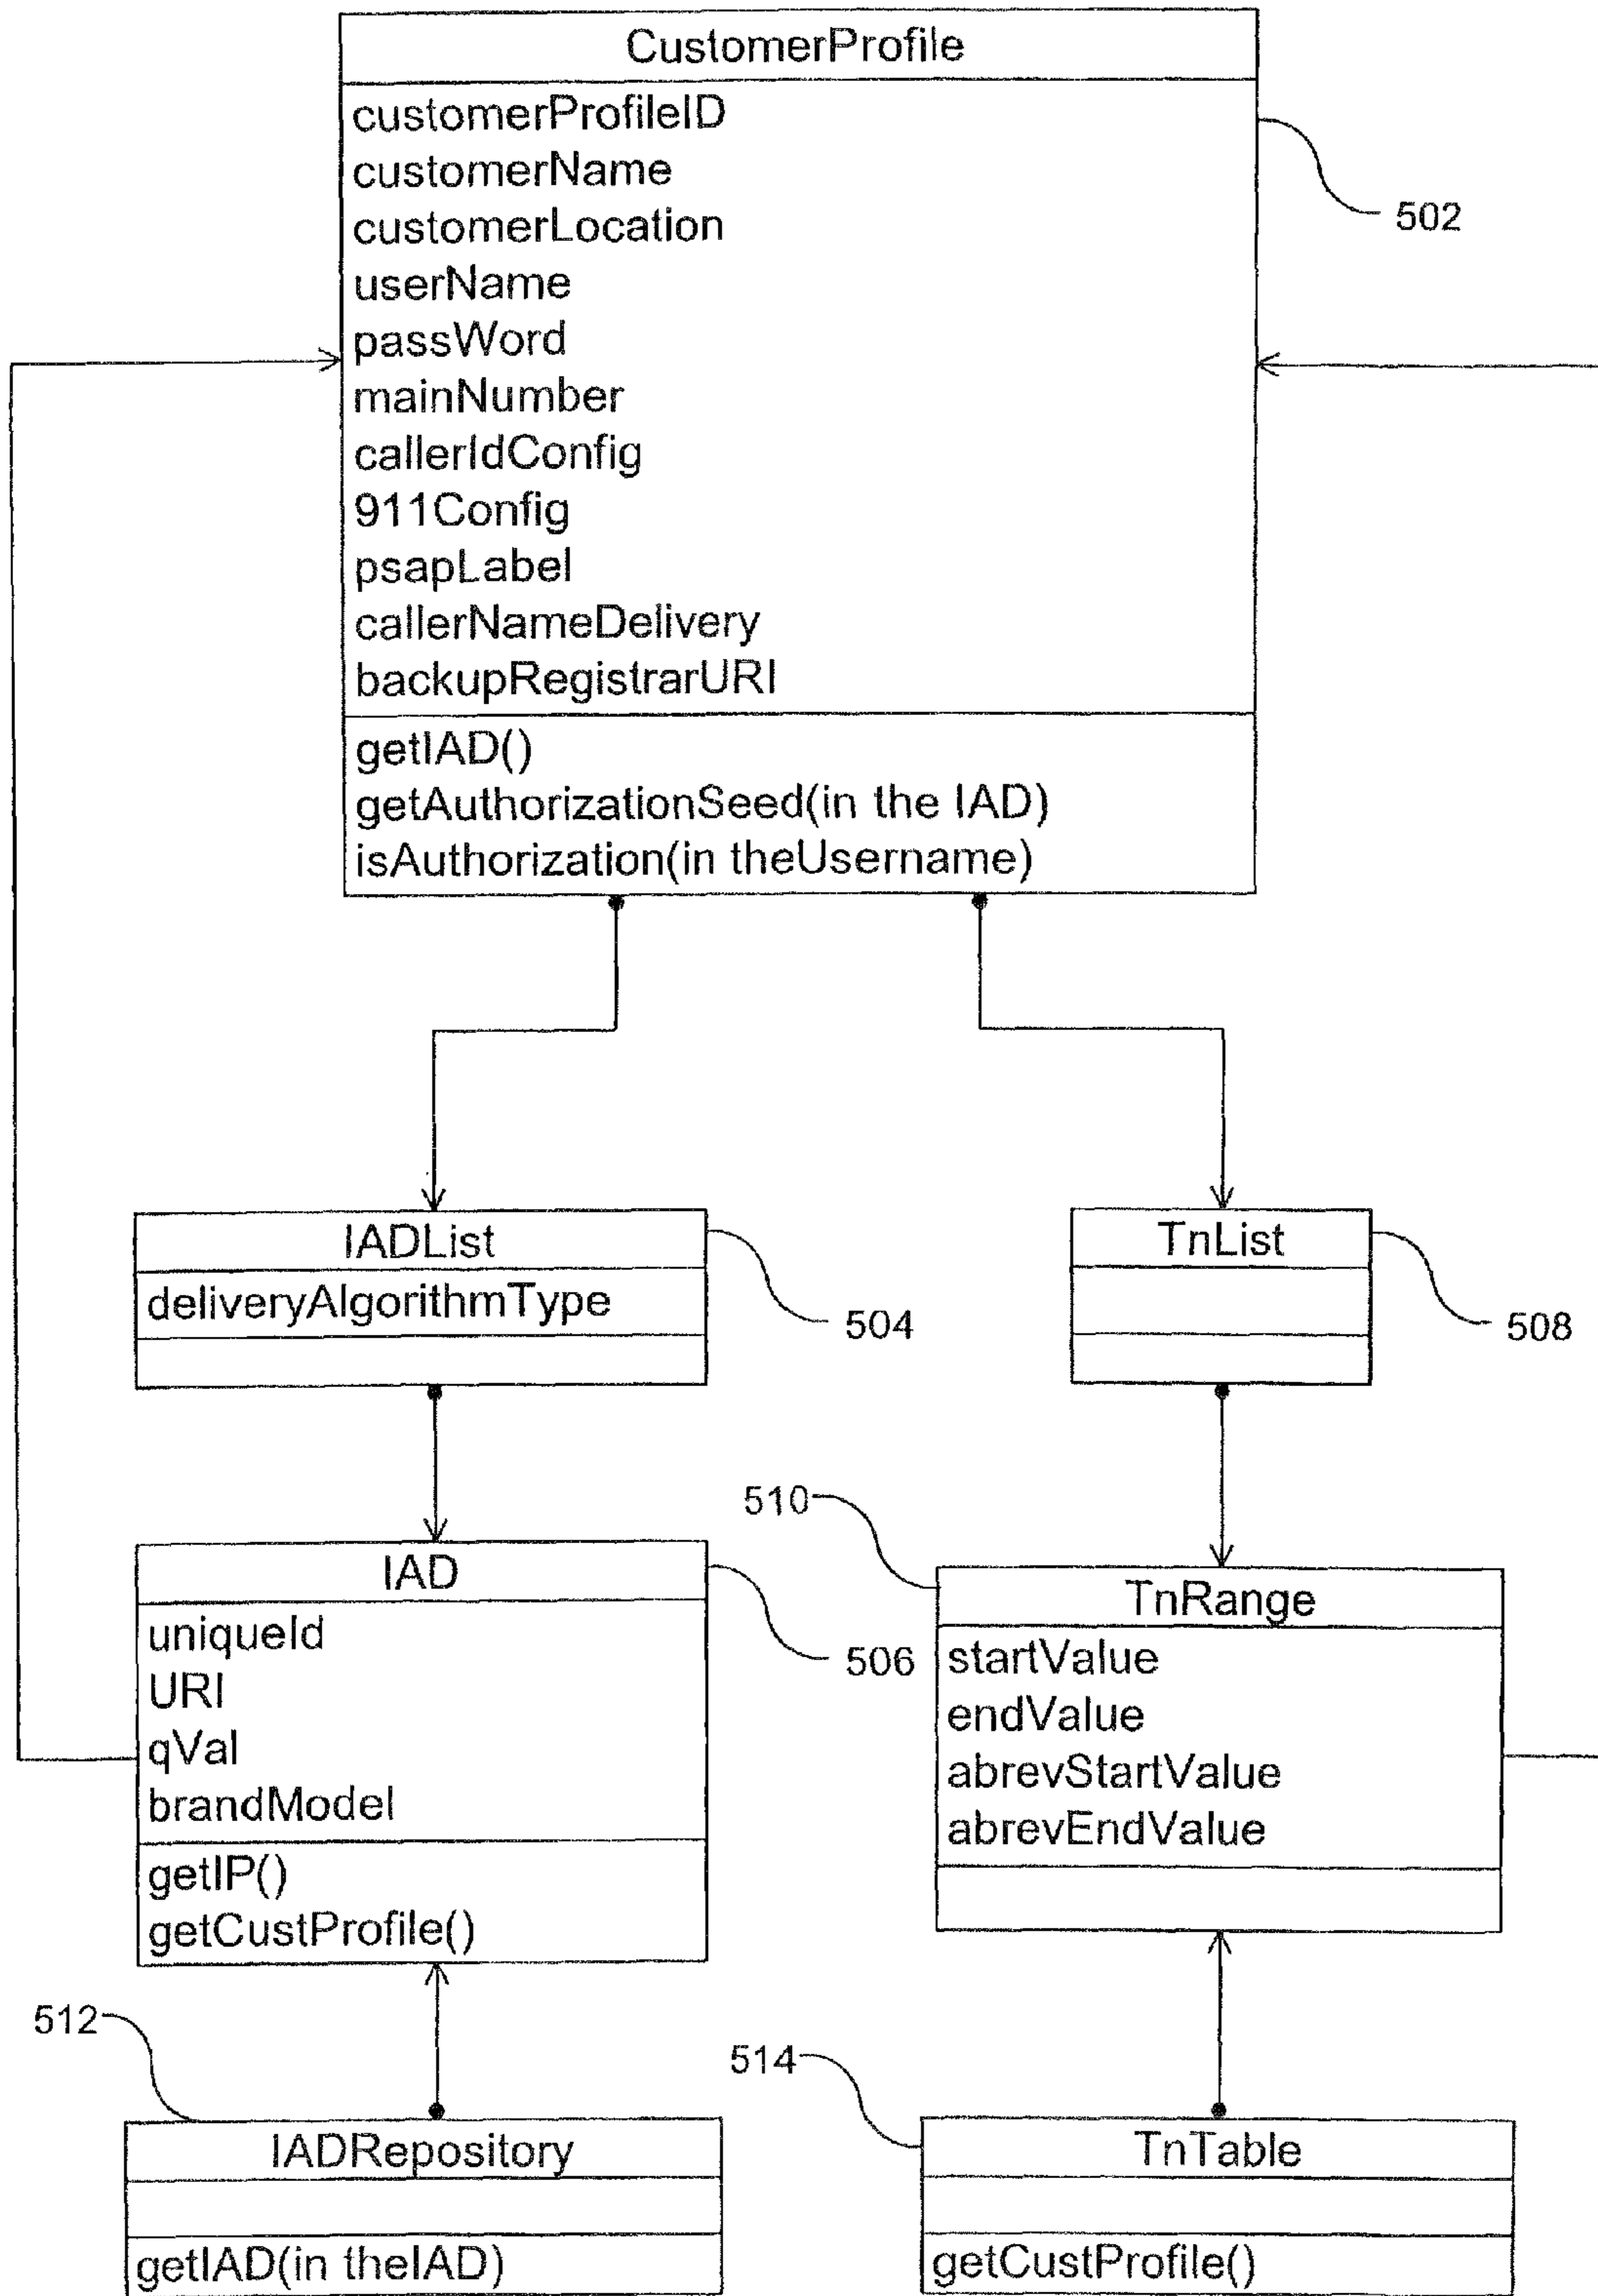 CustomerProfile
customerProfileID
customerName
customerLocation
userName
passWord
mainNumber
callerIdConfig
911Config
psapLabel
callerNameDelivery
backupRegistrarURI
getIAD()
getAuthorizationSeed(in the IAD)
isAuthorization(in theUsername)
502
IADList
deliveryAlgorithmType
504
TnList
508
IAD
uniqueId
URI
qVal
brandModel
getIP()
getCustProfile()
506
510
TnRange
startValue
endValue
abrevStartValue
abrevEndValue
512
IADRepository
getIAD(in theIAD)
514
TnTable
getCustProfile()